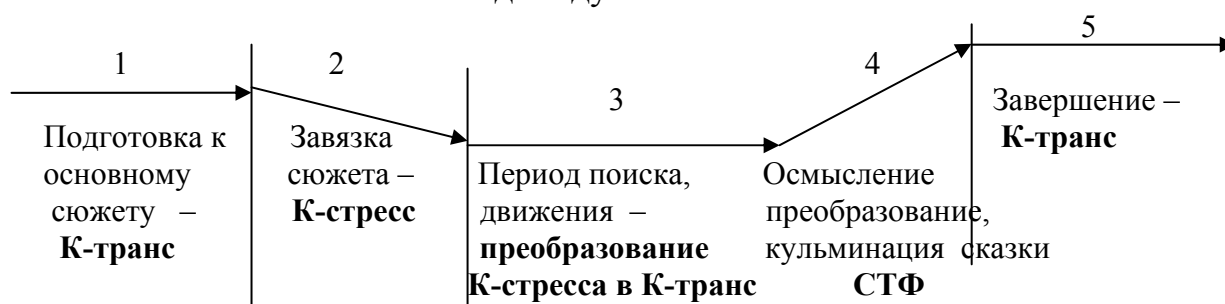 1
Подготовка к
основному
сюжету –
К-транс
2
Завязка
сюжета –
К-стресс
3
Период поиска,
движения –
преобразование
К-стресса в К-транс
4
Осмысление
преобразование,
кульминация сказки
СТФ
5
Завершение –
К-транс